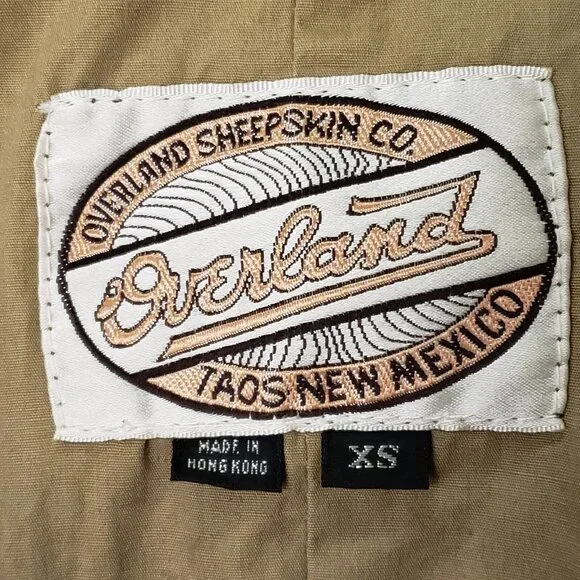 OVERLAND SHEEPSKIN CO.
Overland
TAOS NEW MEXICO
MADE IN
HONG KONG
XS